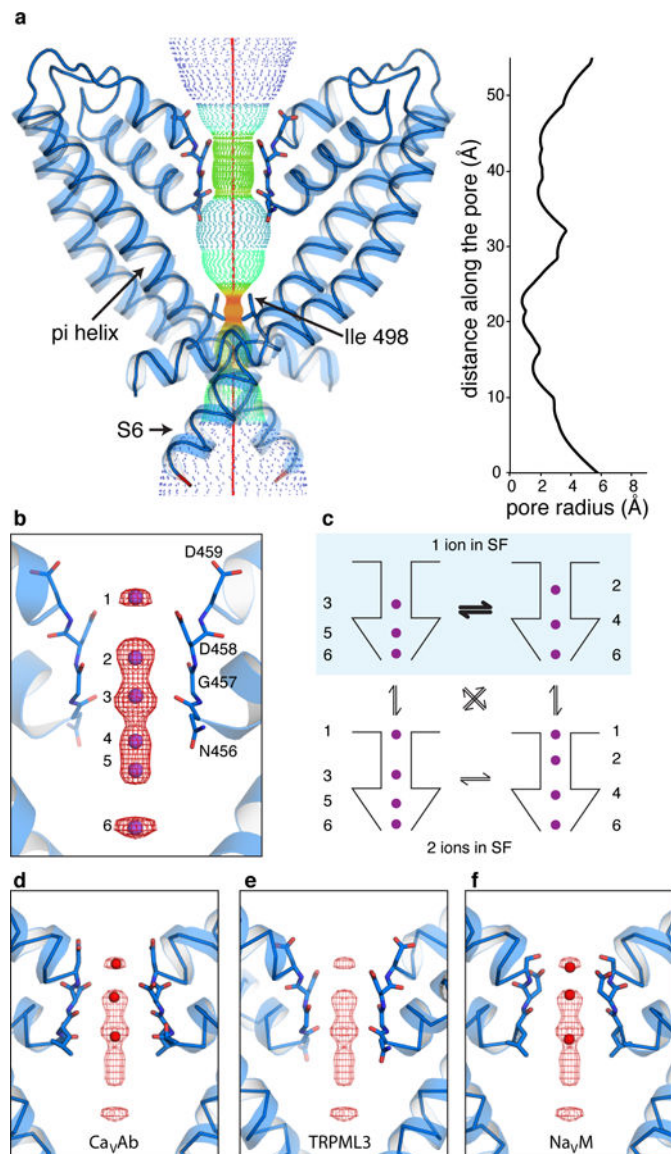 a
pi helix
Ile 498
S6
50
40
30
20
10
0
distance along the pore (Å)
0 2 4 6 8
pore radius (Å)
b
D459
1
2
D458
3
G457
4
5
N456
6
c
1 ion in SF
3
5
6
2
4
6
1
3
5
6
1
2
4
6
2 ions in SF
d
CaVAb
e
TRPML3
f
NaVM